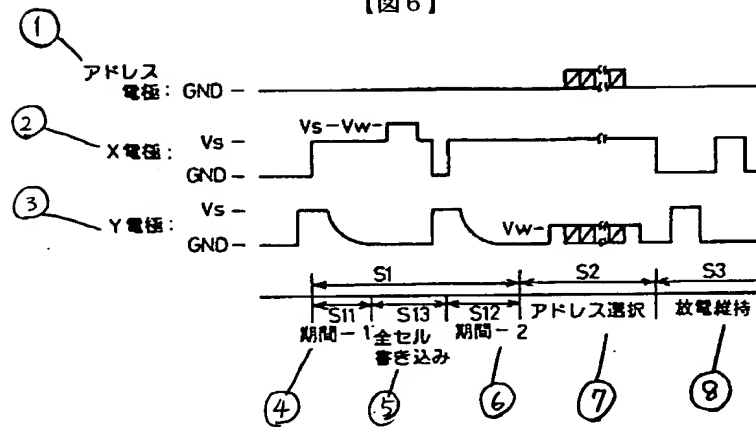 【図6】
①
アドレス
電極: GND
②
Vs-Vw
Vs
X電極:
GND
③
Vs
Y電極:
Vw
GND
S1 S2 S3
S11 S13 S12 アドレス選択 放電維持
期間-1 全セル 期間-2
書き込み
④ ⑤ ⑥ ⑦ ⑧